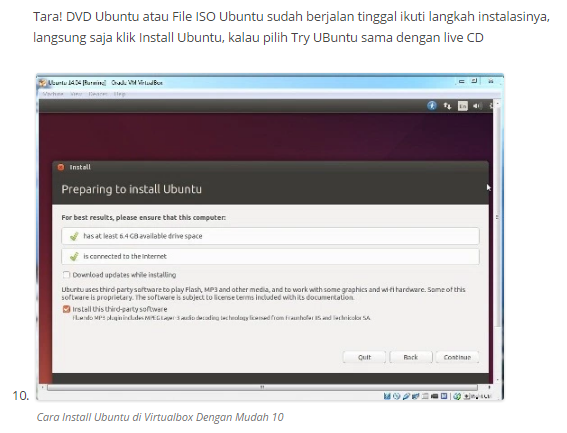 Tara! DVD Ubuntu atau File ISO Ubuntu sudah berjalan tinggal ikuti langkah instalasinya,
langsung saja klik Install Ubuntu, kalau pilih Try UBuntu sama dengan live CD
Ubuntu 14.04 [Running] - Oracle VM VirtualBox
Machine View Devices Help
Install
Preparing to install Ubuntu
For best results, please ensure that this computer:
has at least 6.4 GB available drive space
is connected to the Internet
Download updates while installing
Ubuntu uses third-party software to play Flash, MP3 and other media, and to work with some graphics and wi-fi hardware. Some of this
software is proprietary. The software is subject to license terms included with its documentation.
Install this third-party software
Fluendo MP3 plugin includes MPEG Layer-3 audio decoding technology licensed from Fraunhofer IIS and Technicolor SA.
Quit Back Continue
10.
Cara Install Ubuntu di Virtualbox Dengan Mudah 10